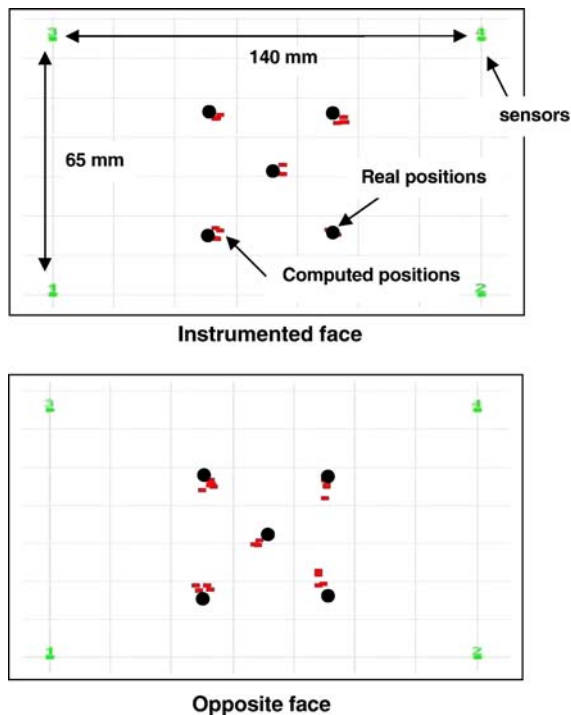 3
4
140 mm
sensors
65 mm
Real positions
Computed positions
1
2
Instrumented face
3
4
1
2
Opposite face